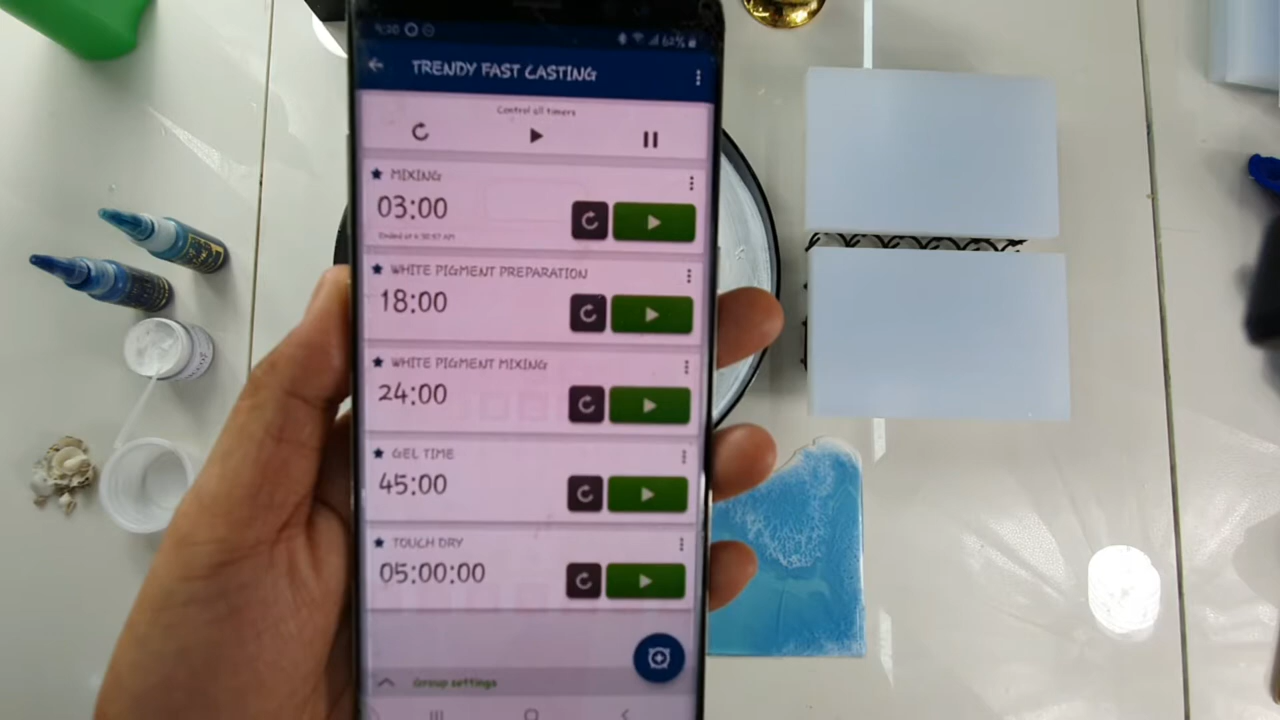 62%
TRENDY FAST CASTING
Control all timers
MIXING
03:00
WHITE PIGMENT PREPARATION
18:00
WHITE PIGMENT MIXING
24:00
GEL TIME
45:00
TOUCH DRY
05:00:00
Group settings